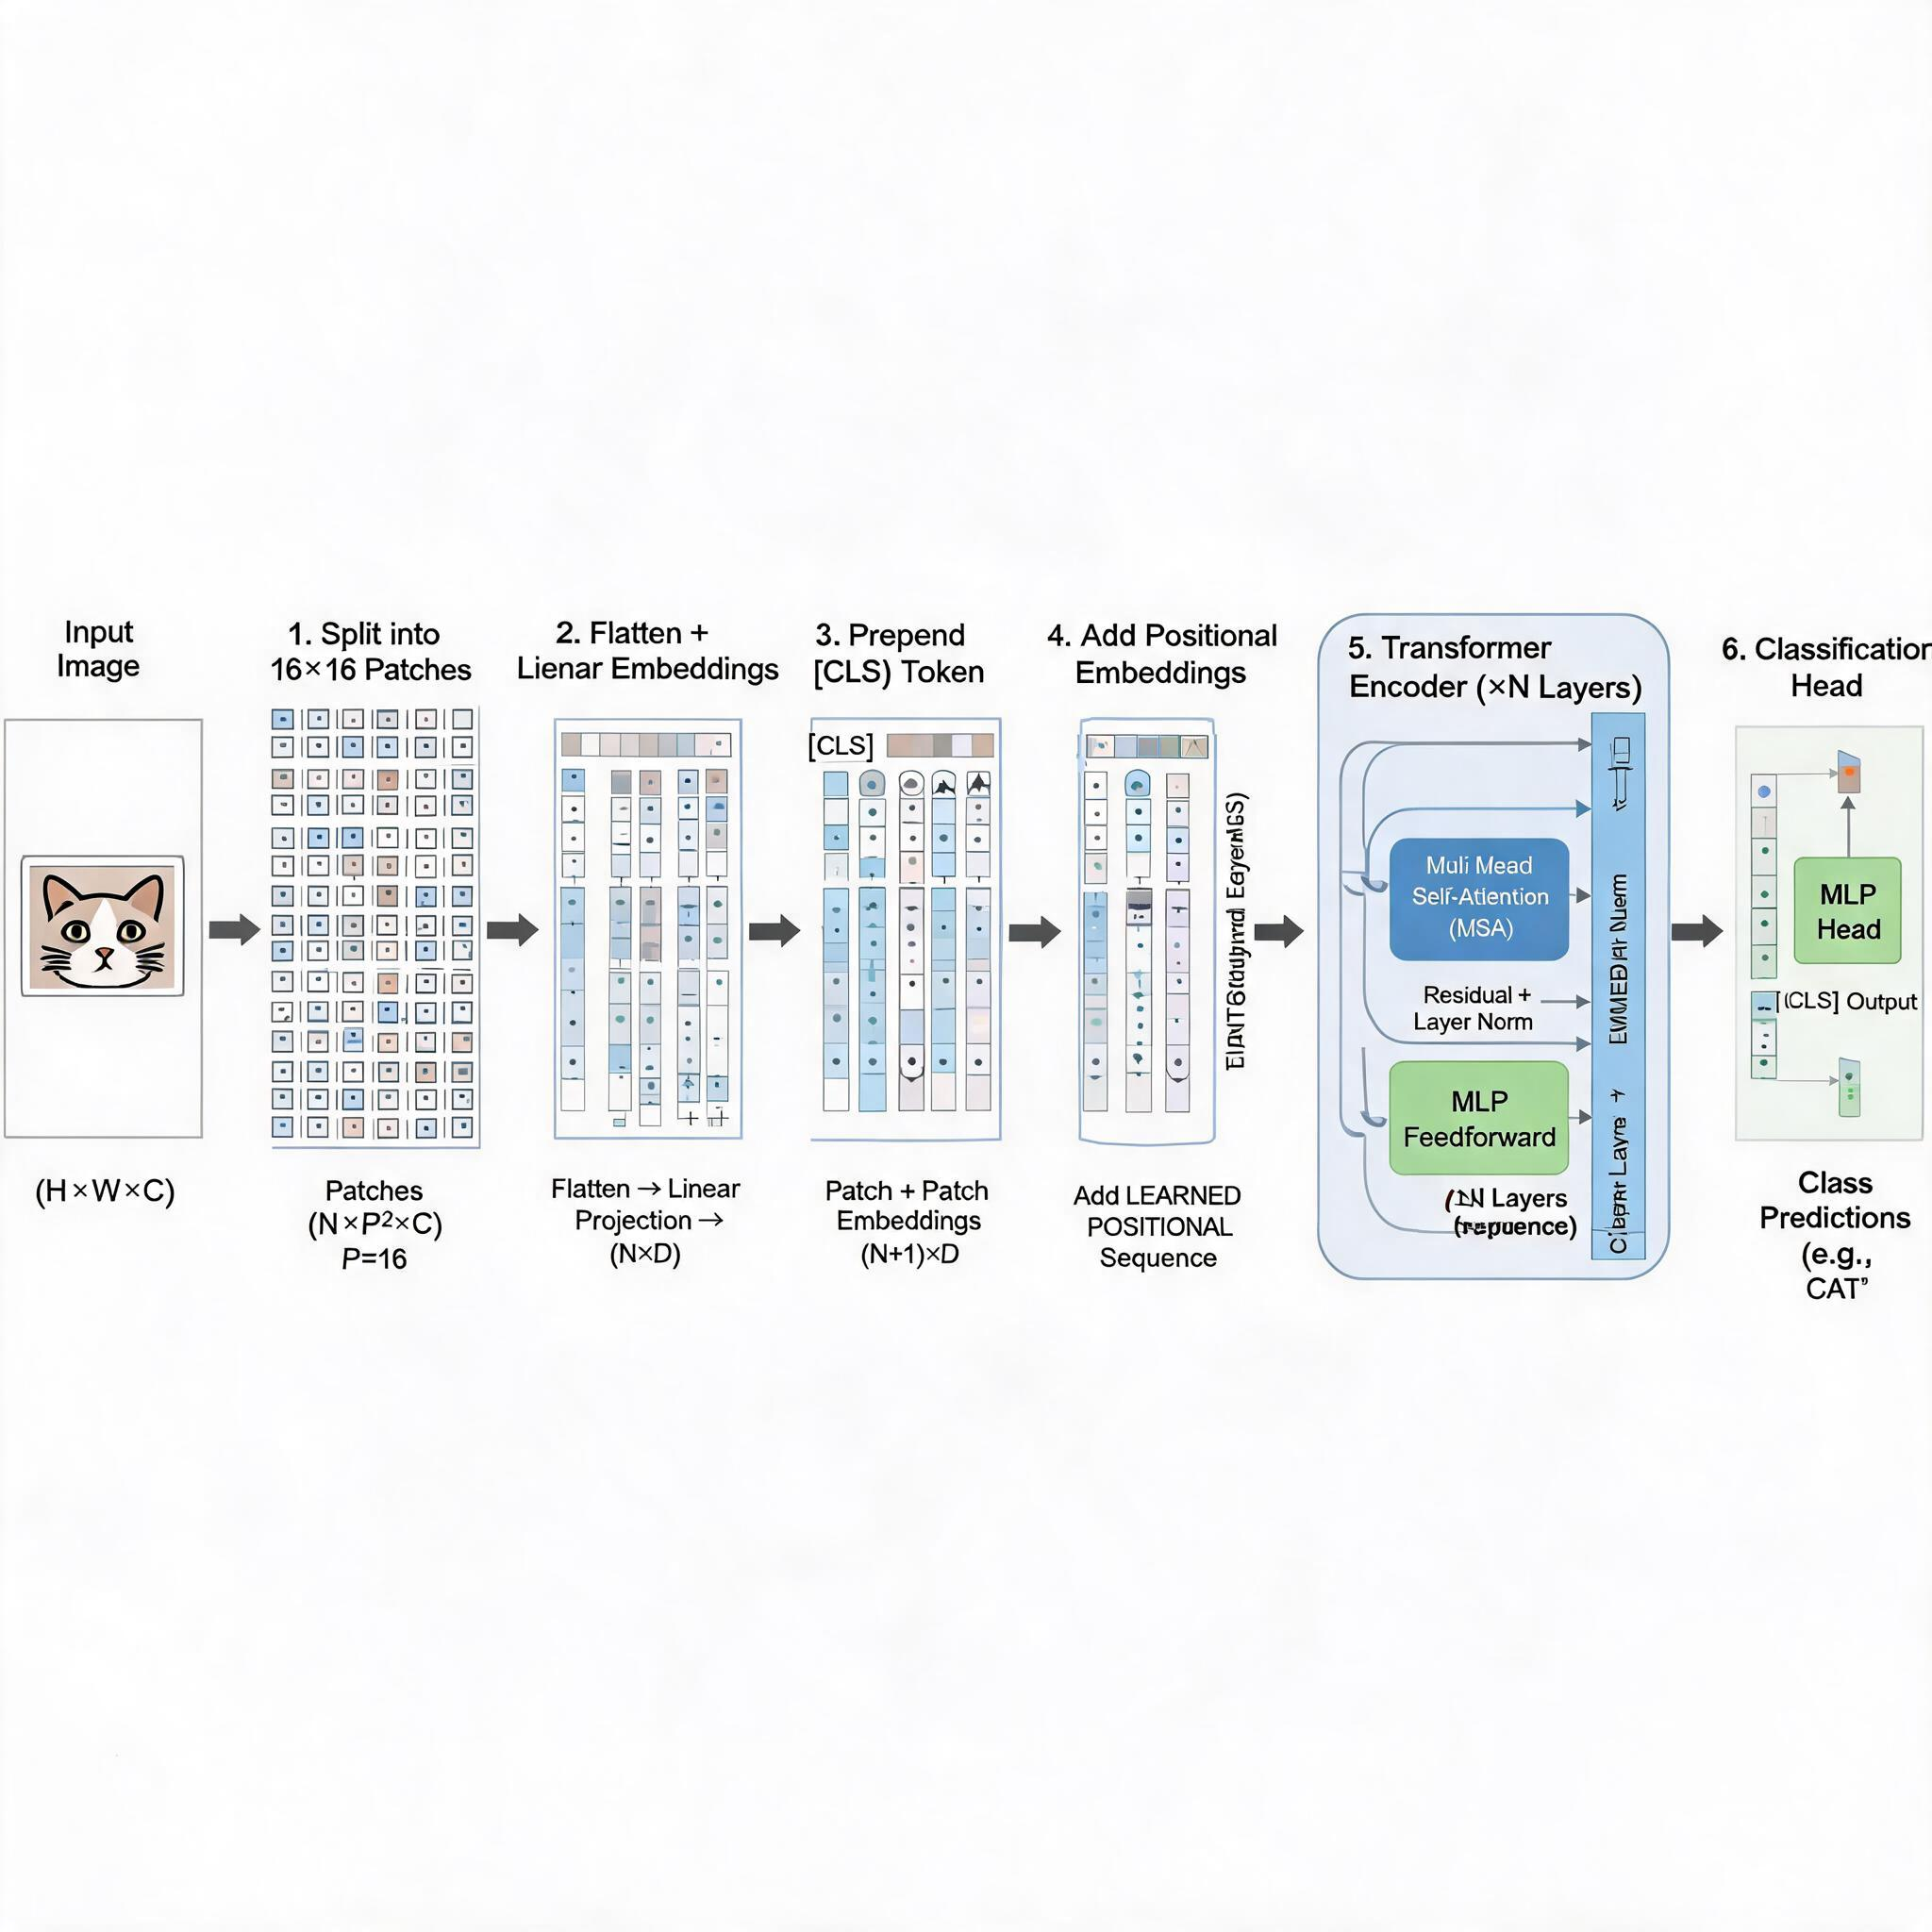 Input
Image
(H×W×C)
1. Split into
16×16 Patches
Patches
(N×P²×C)
P=16
2. Flatten +
Lienar Embeddings
Flatten → Linear
Projection →
(N×D)
3. Prepend
[CLS) Token
[CLS]
Patch + Patch
Embeddings
(N+1)×D
4. Add Positional
Embeddings
Add LEARNED
POSITIONAL
Sequence
5. Transformer
Encoder (×N Layers)
Muli Mead
Self-Atiention
(MSA)
Residual +
Layer Norm
MLP
Feedforward
Layers
6. Classification
Head
MLP
Head
[(CLS] Output
Class
Predictions
(e.g.,
CAT”